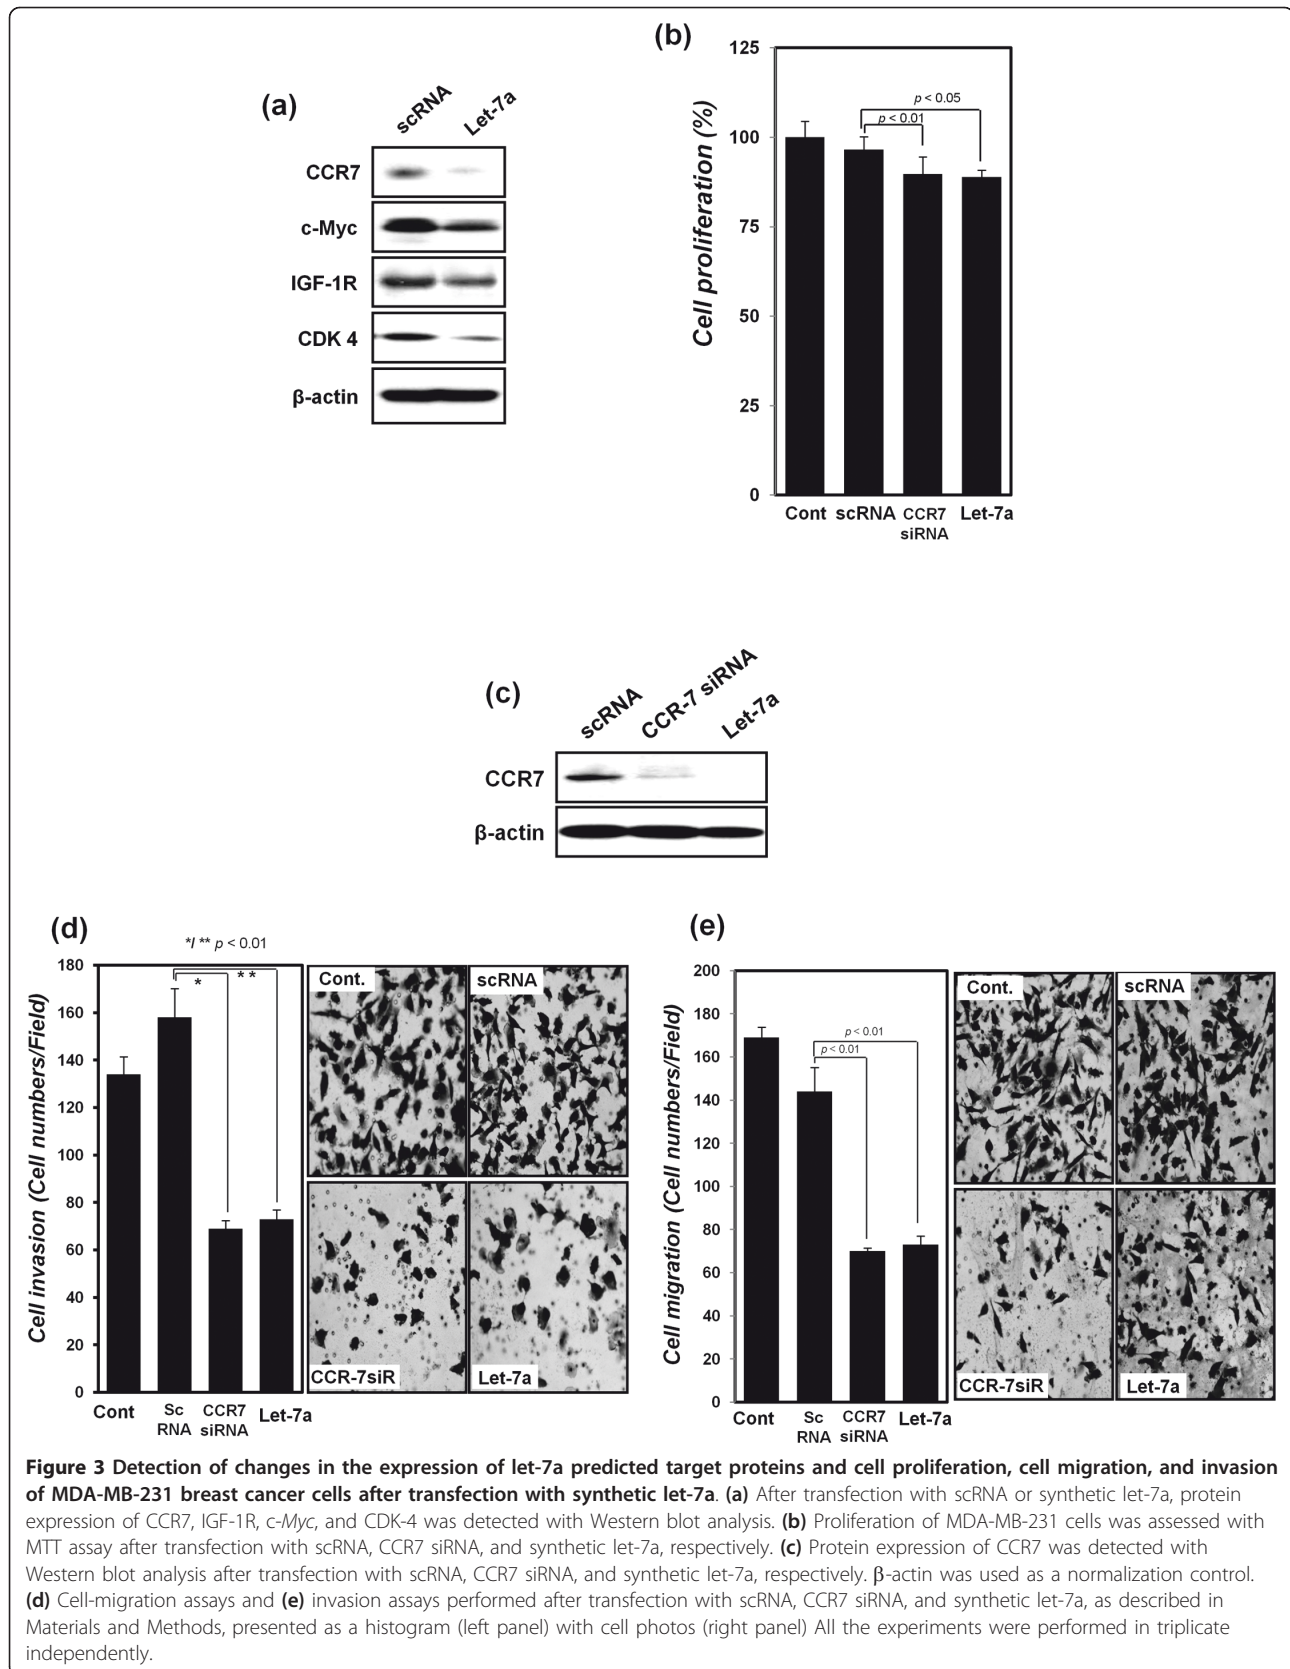 (a)
scRNA
Let-7a
CCR7
c-Myc
IGF-1R
CDK 4
β-actin
(b)
Cell proliferation (%)
125
100
75
50
25
0
p < 0.05
p < 0.01
Cont scRNA CCR7 siRNA Let-7a
(c)
scRNA
CCR-7 siRNA
Let-7a
CCR7
β-actin
(d)
*/ ** p < 0.01
* **
Cell invasion (Cell numbers/Field)
180
160
140
120
100
80
60
40
20
0
Cont Sc RNA CCR7 siRNA Let-7a
Cont.
scRNA
CCR-7siR
Let-7a
(e)
Cell migration (Cell numbers/Field)
200
180
160
140
120
100
80
60
40
20
0
p < 0.01
p < 0.01
Cont Sc RNA CCR7 siRNA Let-7a
Cont.
scRNA
CCR-7siR
Let-7a
Figure 3 Detection of changes in the expression of let-7a predicted target proteins and cell proliferation, cell migration, and invasion
of MDA-MB-231 breast cancer cells after transfection with synthetic let-7a. (a) After transfection with scRNA or synthetic let-7a, protein
expression of CCR7, IGF-1R, c-Myc, and CDK-4 was detected with Western blot analysis. (b) Proliferation of MDA-MB-231 cells was assessed with
MTT assay after transfection with scRNA, CCR7 siRNA, and synthetic let-7a, respectively. (c) Protein expression of CCR7 was detected with
Western blot analysis after transfection with scRNA, CCR7 siRNA, and synthetic let-7a, respectively. β-actin was used as a normalization control.
(d) Cell-migration assays and (e) invasion assays performed after transfection with scRNA, CCR7 siRNA, and synthetic let-7a, as described in
Materials and Methods, presented as a histogram (left panel) with cell photos (right panel) All the experiments were performed in triplicate
independently.